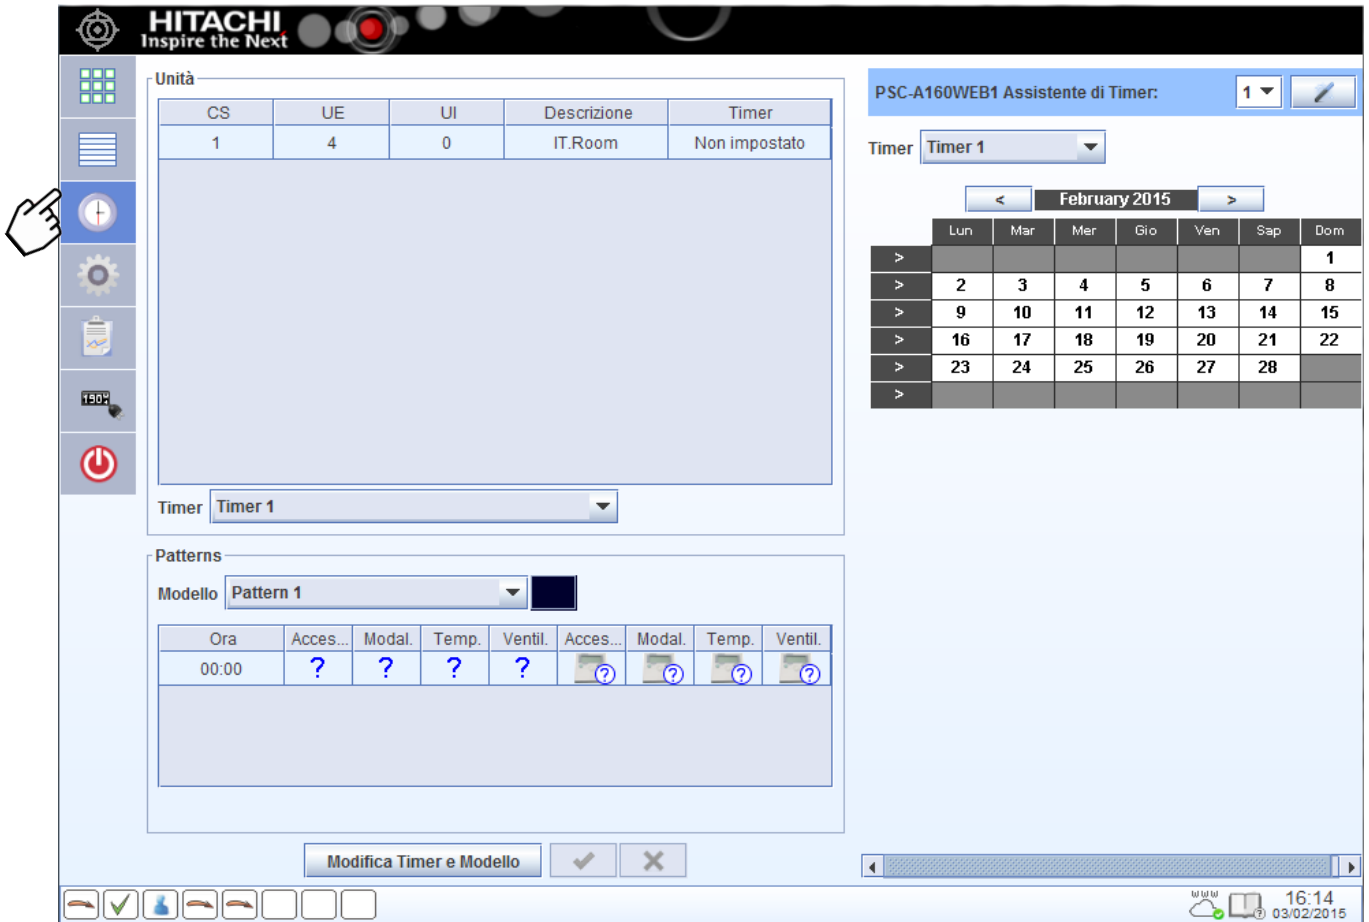 HITACHI
Inspire the Next
Unità
CS UE UI Descrizione Timer
1 4 0 IT.Room Non impostato
Timer Timer 1
Patterns
Modello Pattern 1
Ora Acces... Modal. Temp. Ventil. Acces... Modal. Temp. Ventil.
00:00 ? ? ? ? ? ? ? ?
Modifica Timer e Modello
PSC-A160WEB1 Assistente di Timer: 1
Timer Timer 1
< February 2015 >
Lun Mar Mer Gio Ven Sap Dom
> 1
> 2 3 4 5 6 7 8
> 9 10 11 12 13 14 15
> 16 17 18 19 20 21 22
> 23 24 25 26 27 28
>
www
?
16:14
03/02/2015